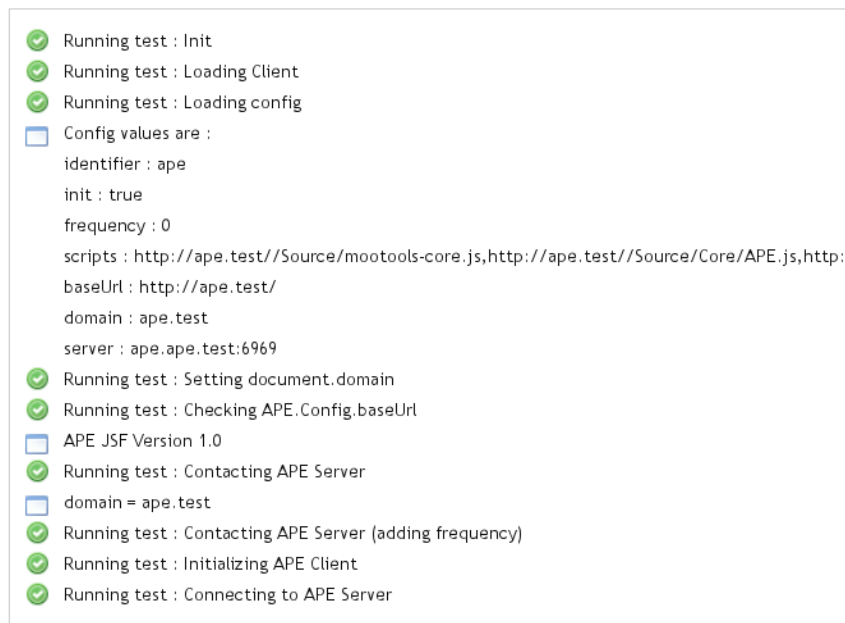 Running test : Init
Running test : Loading Client
Running test : Loading config
Config values are :
identifier : ape
init : true
frequency : 0
scripts : http://ape.test//Source/mootools-core.js,http://ape.test//Source/Core/APE.js,http:
baseUrl : http://ape.test/
domain : ape.test
server : ape.ape.test:6969
Running test : Setting document.domain
Running test : Checking APE.Config.baseUrl
APE JSF Version 1.0
Running test : Contacting APE Server
domain = ape.test
Running test : Contacting APE Server (adding frequency)
Running test : Initializing APE Client
Running test : Connecting to APE Server